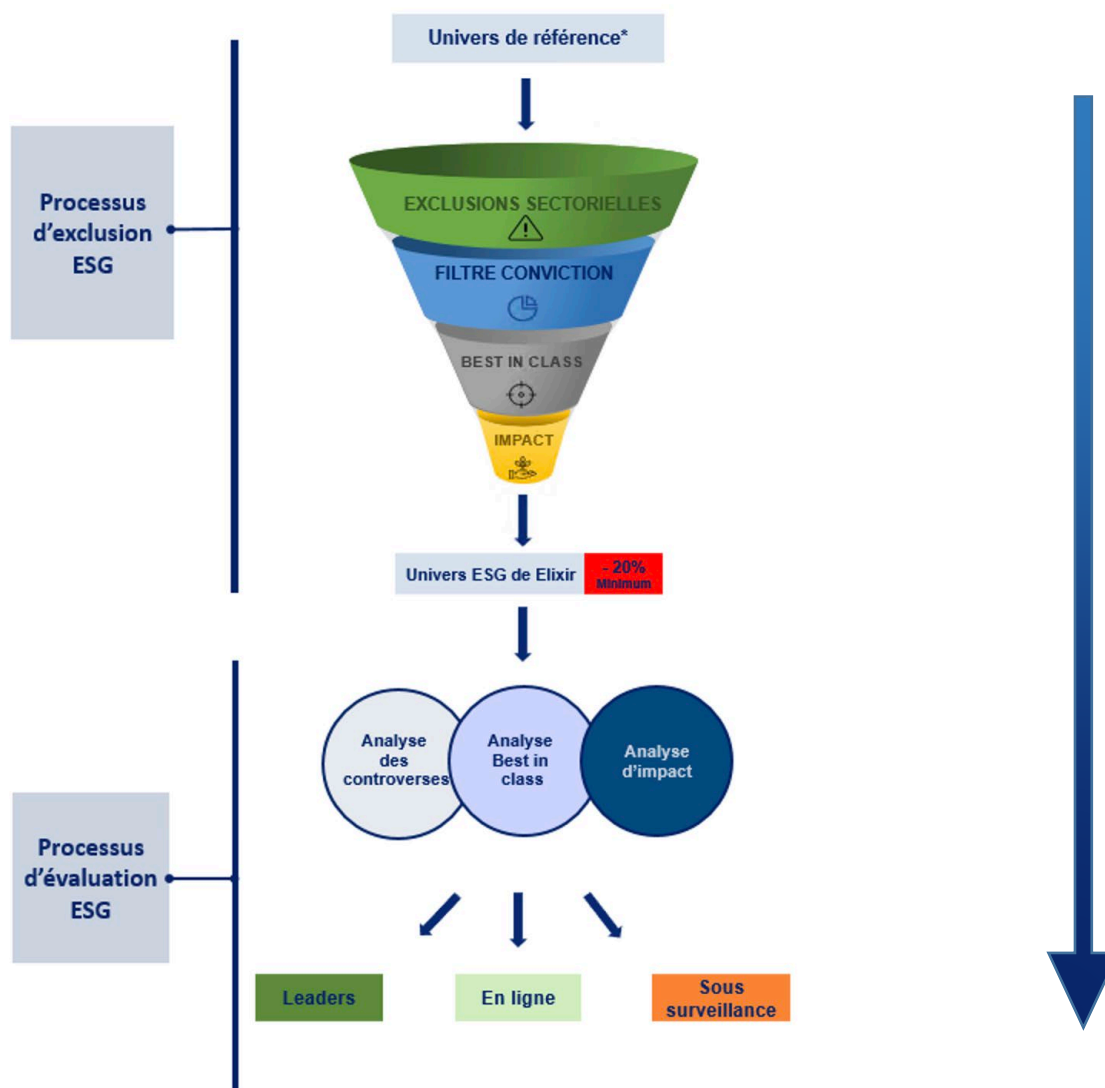 Univers de référence*
Processus
d’exclusion
ESG
EXCLUSIONS SECTORIELLES
FILTRE CONVICTION
BEST IN CLASS
IMPACT
Univers ESG de Elixir
- 20%
Minimum
Analyse
des
controverses
Analyse
Best in
class
Analyse
d’impact
Processus
d’évaluation
ESG
Leaders
En ligne
Sous
surveillance